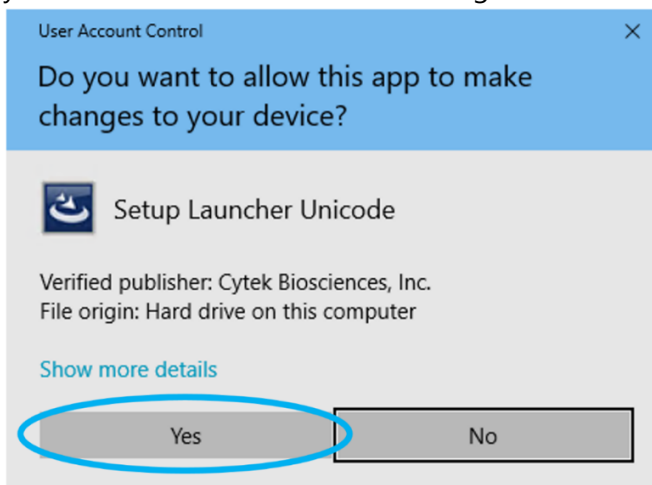 User Account Control
Do you want to allow this app to make
changes to your device?
Setup Launcher Unicode
Verified publisher: Cytek Biosciences, Inc.
File origin: Hard drive on this computer
Show more details
Yes No